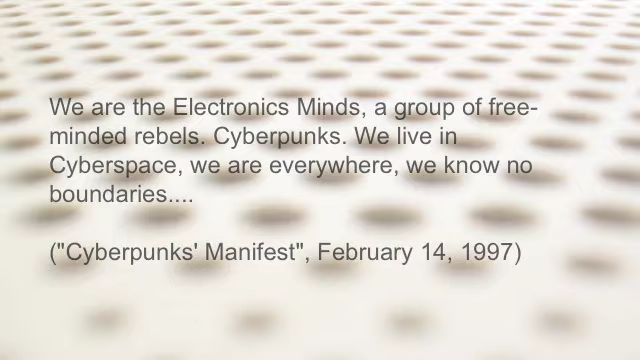 We are the Electronics Minds, a group of free-
minded rebels. Cyberpunks. We live in
Cyberspace, we are everywhere, we know no
boundaries....
("Cyberpunks' Manifest", February 14, 1997)